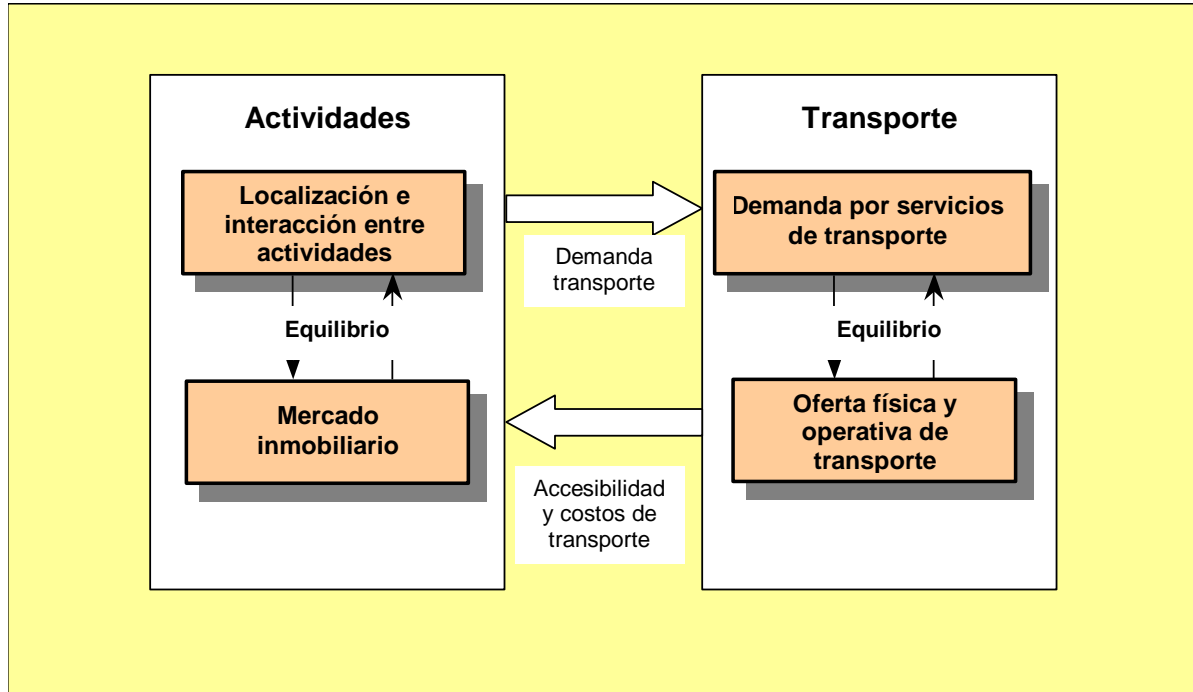 Actividades
Localización e
interacción entre
actividades
Equilibrio
Mercado
inmobiliario
Demanda
transporte
Accesibilidad
y costos de
transporte
Transporte
Demanda por servicios
de transporte
Equilibrio
Oferta física y
operativa de
transporte